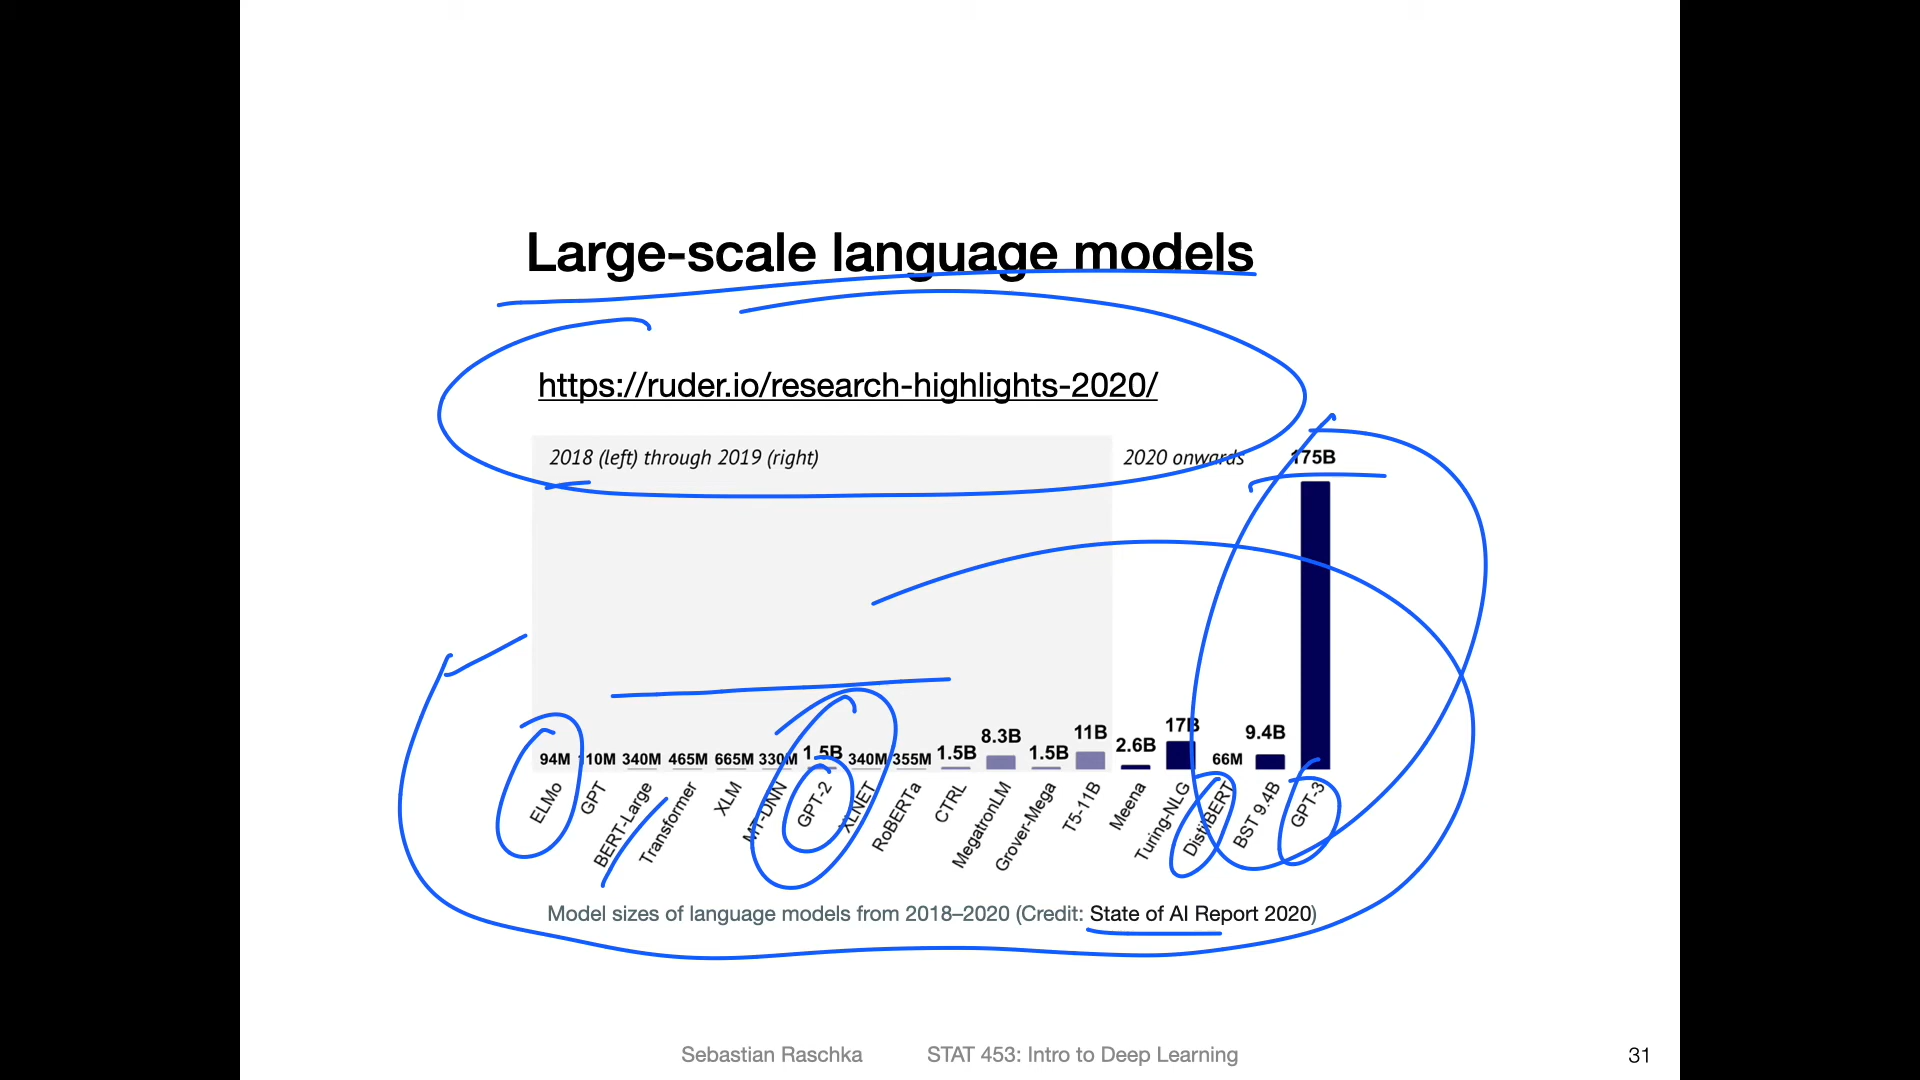 Large-scale language models
https://ruder.io/research-highlights-2020/
2018 (left) through 2019 (right) 2020 onwards 175B
94M 110M 340M 465M 665M 330M 1.5B 340M 355M 1.5B 8.3B 1.5B 11B 2.6B 17B 66M 9.4B
ELMo GPT BERT-Large Transformer XLM MT-DNN GPT-2 XLNET RoBERTa CTRL MegatronLM Grover-Mega T5-11B Meena Turing-NLG DistilBERT BST 9.4B GPT-3
Model sizes of language models from 2018–2020 (Credit: State of AI Report 2020)
Sebastian Raschka STAT 453: Intro to Deep Learning 31